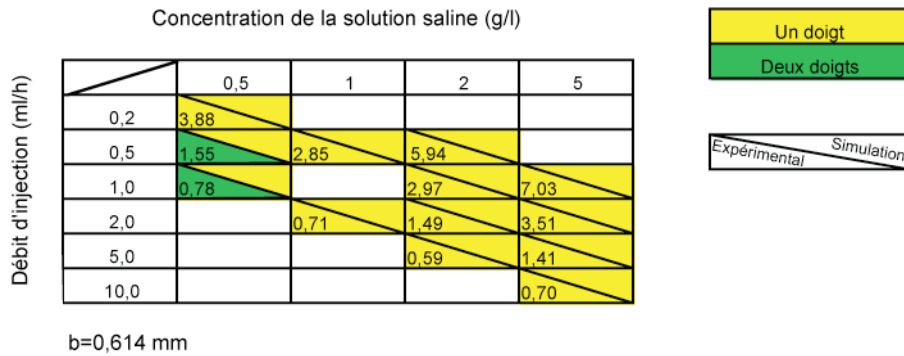 Concentration de la solution saline (g/l)
Un doigt
Deux doigts
0,5 1 2 5
Débit d'injection (ml/h)
0,2 3,88
0,5 1,55 2,85 5,94
1,0 0,78 2,97 7,03
2,0 0,71 1,49 3,51
5,0 0,59 1,41
10,0 0,70
Expérimental Simulation
b=0,614 mm